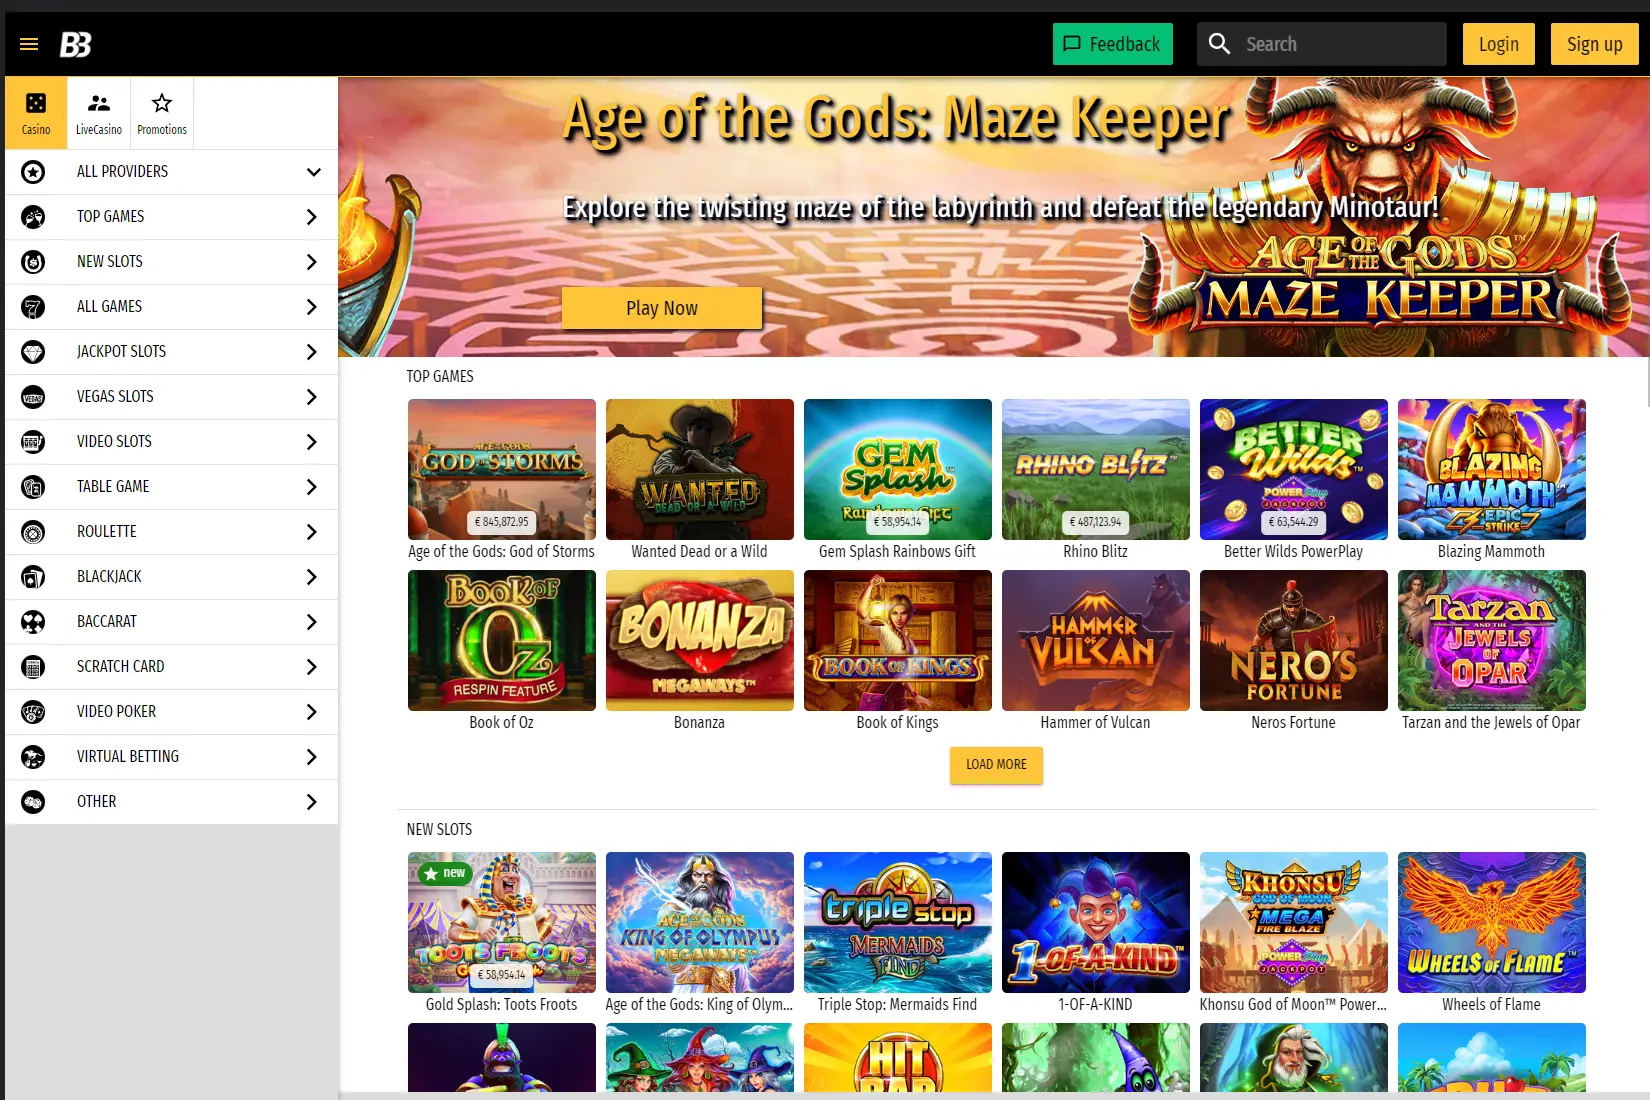 B3
Feedback
Search
Login
Sign up
Casino
LiveCasino
Promotions
ALL PROVIDERS
TOP GAMES
NEW SLOTS
ALL GAMES
JACKPOT SLOTS
VEGAS SLOTS
VIDEO SLOTS
TABLE GAME
ROULETTE
BLACKJACK
BACCARAT
SCRATCH CARD
VIDEO POKER
VIRTUAL BETTING
OTHER
Age of the Gods: Maze Keeper
Explore the twisting maze of the labyrinth and defeat the legendary Minotaur!
Play Now
AGE OF THE GODS™
MAZE KEEPER
TOP GAMES
AGE OF THE GODS
GOD OF STORMS
€ 845,872.95
Age of the Gods: God of Storms
WANTED
DEAD OR A WILD
Wanted Dead or a Wild
GEM
Splash™
Rainbows Gift
€ 58,954.14
Gem Splash Rainbows Gift
RHINO BLITZ™
€ 487,123.94
Rhino Blitz
BETTER
Wilds™
POWER Play
JACKPOT
€ 63,544.29
Better Wilds PowerPlay
BLAZING
MAMMOTH™
EPIC
STRIKE
Blazing Mammoth
BOOK OF
OZ
RESPIN FEATURE
Book of Oz
BONANZA
MEGAWAYS™
Bonanza
BOOK OF KINGS
Book of Kings
HAMMER
OF
VULCAN
Hammer of Vulcan
NERO'S
FORTUNE
Neros Fortune
Tarzan
AND THE
JEWELS
OF
OPAR™
Tarzan and the Jewels of Opar
LOAD MORE
NEW SLOTS
new
TOOTS FROOTS
€ 58,954.14
Gold Splash: Toots Froots
AGE OF THE GODS
KING OF OLYMPUS
MEGAWAYS™
Age of the Gods: King of Olym...
triple stop
MERMAIDS
FIND
Triple Stop: Mermaids Find
1-OF-A-KIND™
1-OF-A-KIND
KHONSU
GOD OF MOON
MEGA
FIRE BLAZE™
POWER Play
JACKPOT
Khonsu God of Moon™ Power...
WHEELS OF FLAME™
Wheels of Flame
HIT
BAR